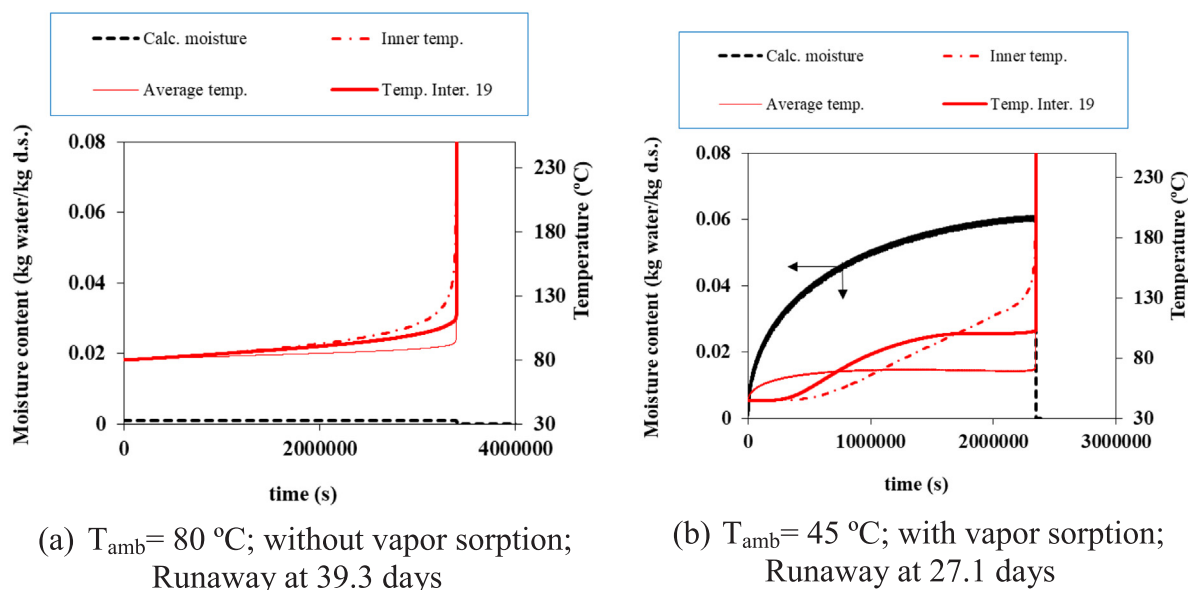 Calc. moisture
Inner temp.
Average temp.
Temp. Inter. 19
Moisture content (kg water/kg d.s.)
0.08
0.06
0.04
0.02
0
230
180
130
80
30
Temperature (ºC)
0
2000000
4000000
time (s)
(a) Tamb= 80 ºC; without vapor sorption;
Runaway at 39.3 days
Calc. moisture
Inner temp.
Average temp.
Temp. Inter. 19
Moisture content (kg water/kg d.s.)
0.08
0.06
0.04
0.02
0
230
180
130
80
30
Temperature (ºC)
0
1000000
2000000
3000000
time (s)
(b) Tamb= 45 ºC; with vapor sorption;
Runaway at 27.1 days